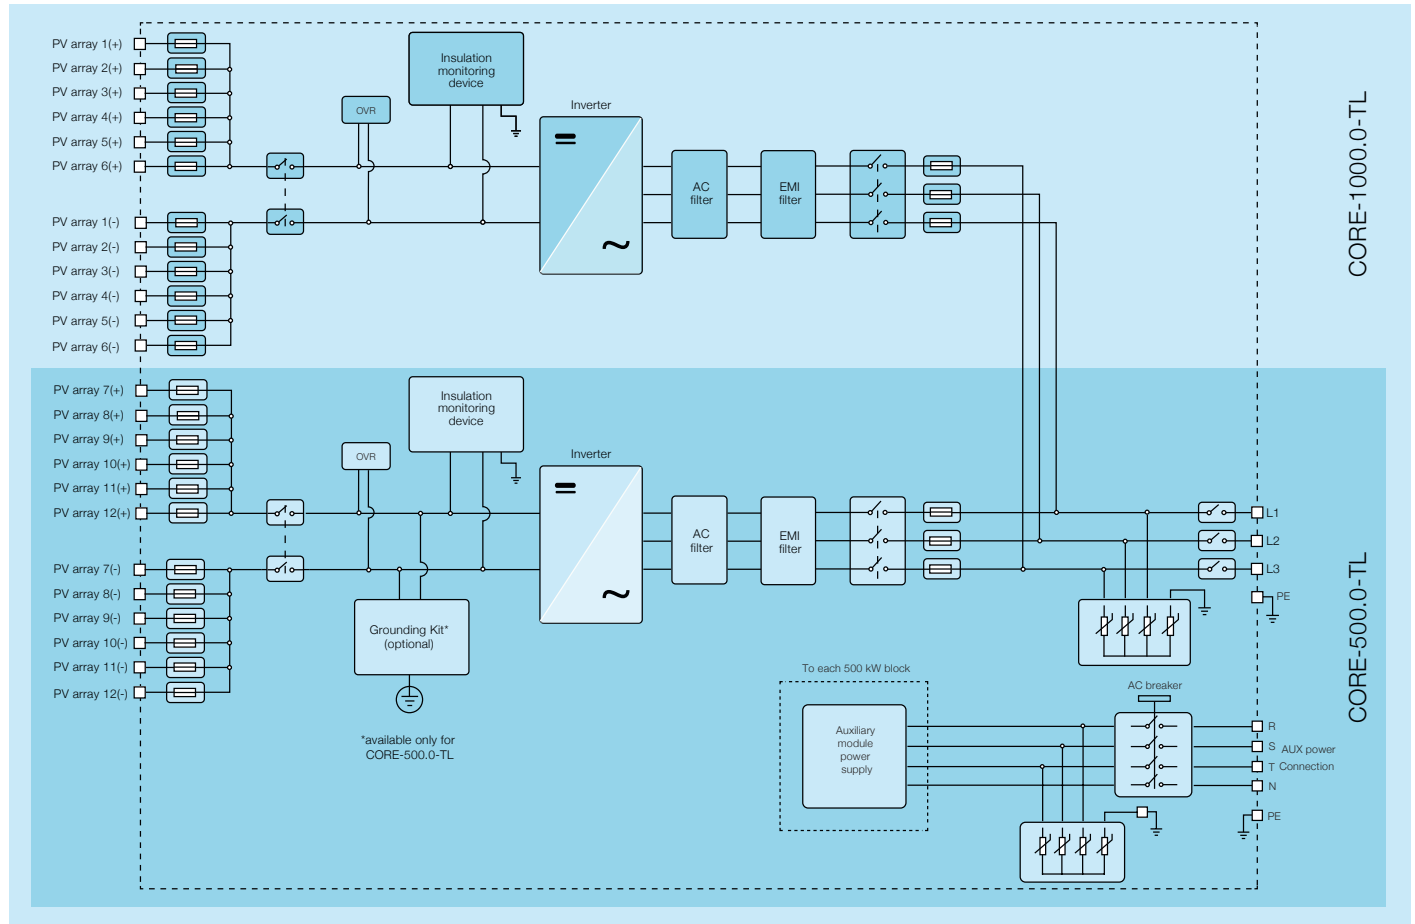 PV array 1(+)
PV array 2(+)
PV array 3(+)
PV array 4(+)
PV array 5(+)
PV array 6(+)
PV array 1(-)
PV array 2(-)
PV array 3(-)
PV array 4(-)
PV array 5(-)
PV array 6(-)
OVR
Insulation
monitoring
device
Inverter
AC
filter
EMI
filter
CORE-1000.0-TL
PV array 7(+)
PV array 8(+)
PV array 9(+)
PV array 10(+)
PV array 11(+)
PV array 12(+)
PV array 7(-)
PV array 8(-)
PV array 9(-)
PV array 10(-)
PV array 11(-)
PV array 12(-)
OVR
Insulation
monitoring
device
Inverter
AC
filter
EMI
filter
L1
L2
L3
PE
CORE-500.0-TL
Grounding Kit*
(optional)
*available only for
CORE-500.0-TL
To each 500 kW block
Auxiliary
module
power
supply
AC breaker
R
S
T
N
AUX power
Connection
PE